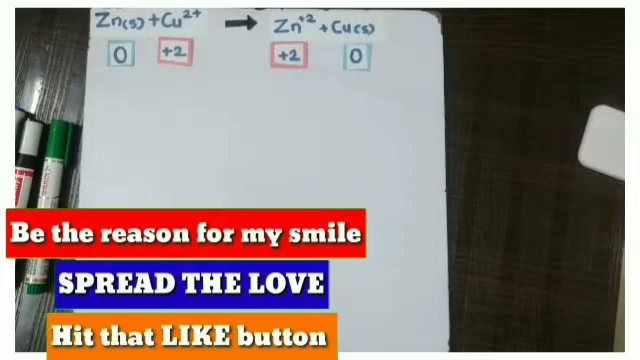 Zn(s) + Cu²⁺ → Zn⁺² + Cu(s)
0 +2 +2 0
Be the reason for my smile
SPREAD THE LOVE
Hit that LIKE button